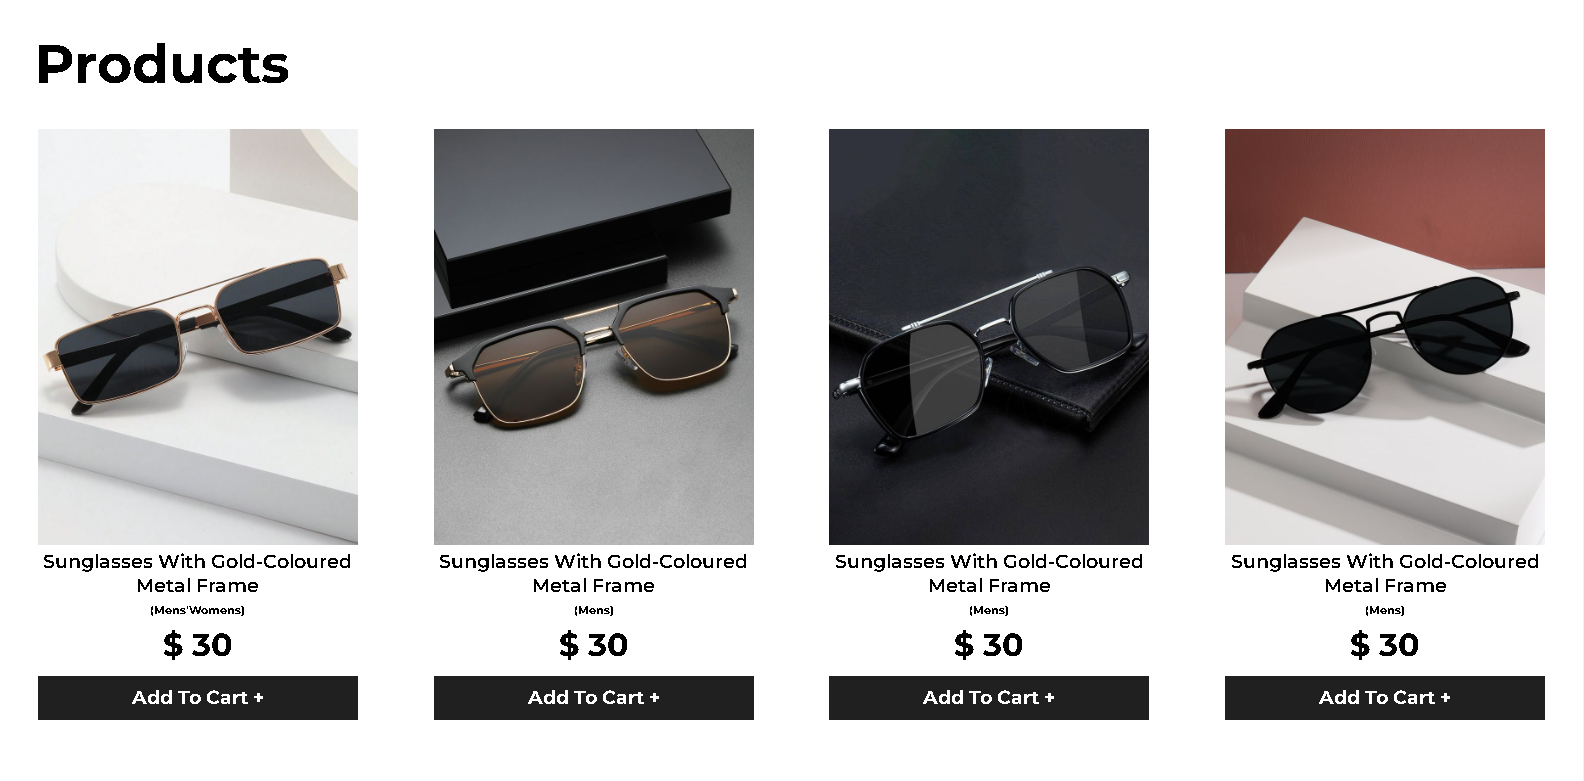 Products
Sunglasses With Gold-Coloured
Metal Frame
(Mens'Womens)
$ 30
Add To Cart +
Sunglasses With Gold-Coloured
Metal Frame
(Mens)
$ 30
Add To Cart +
Sunglasses With Gold-Coloured
Metal Frame
(Mens)
$ 30
Add To Cart +
Sunglasses With Gold-Coloured
Metal Frame
(Mens)
$ 30
Add To Cart +